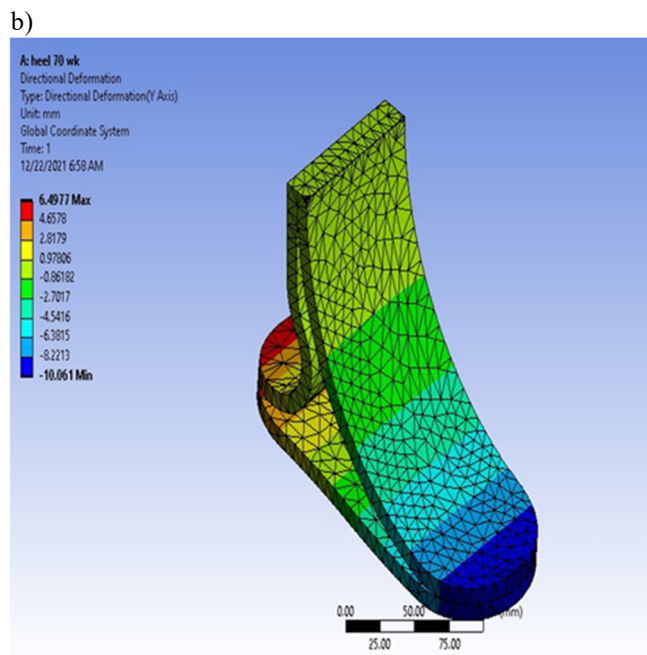 b)
A: heel 70 wk
Directional Deformation
Type: Directional Deformation(Y Axis)
Unit: mm
Global Coordinate System
Time: 1
12/22/2021 6:58 AM
6.4977 Max
4.6578
2.8179
0.97806
-0.86182
-2.7017
-4.5416
-6.3815
-8.2213
-10.061 Min
0.00 50.00 (mm)
25.00 75.00